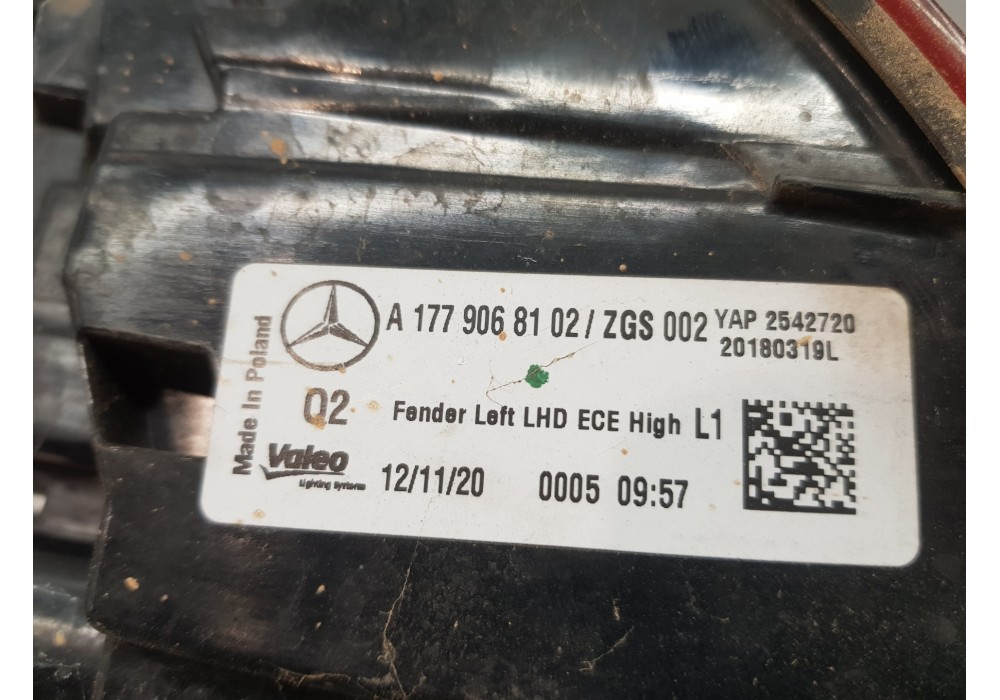 A 177 906 81 02 / ZGS 002 YAP 2542720
20180319L
Made In Poland
Q2 Fender Left LHD ECE High L1
Valeo
Lighting Systems
12/11/20 0005 09:57